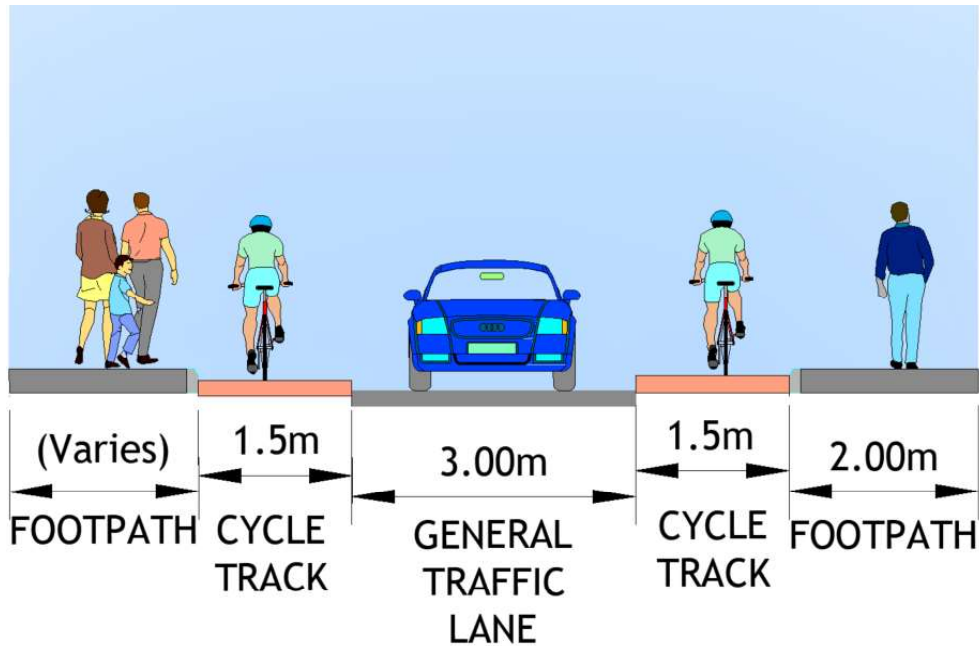 (Varies)
FOOTPATH
1.5m
CYCLE
TRACK
3.00m
GENERAL
TRAFFIC
LANE
1.5m
CYCLE
TRACK
2.00m
FOOTPATH